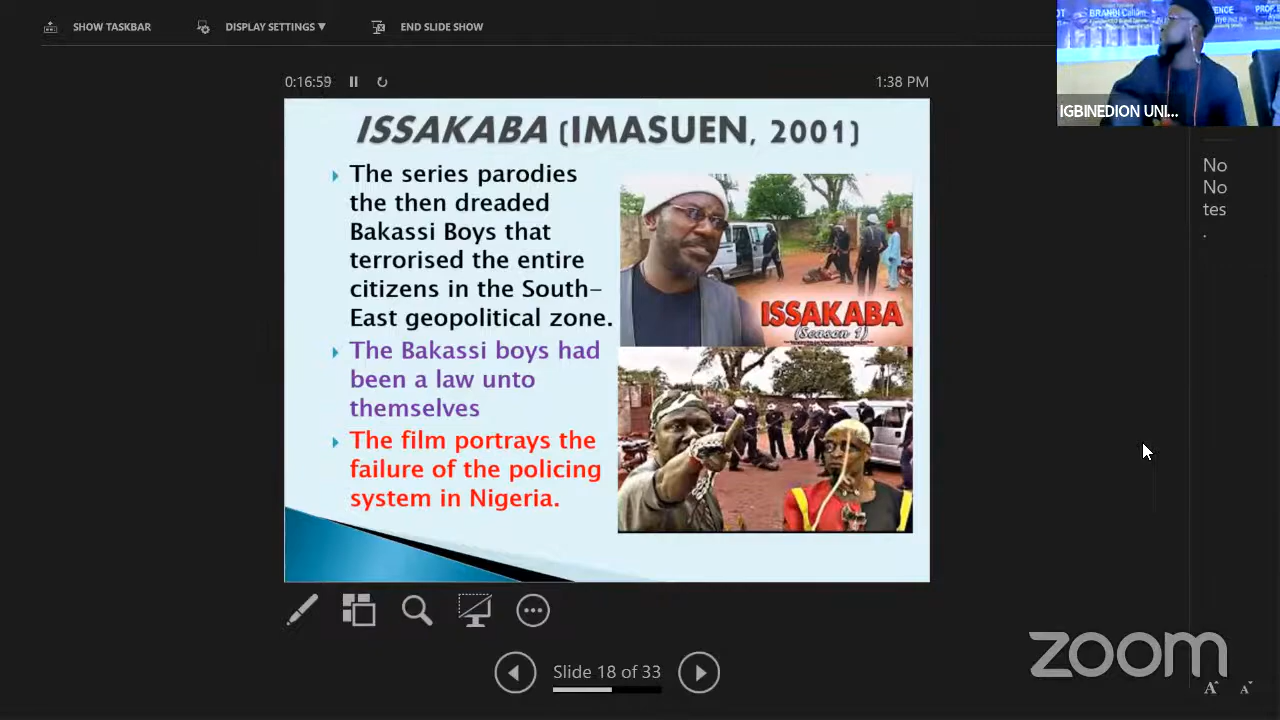 SHOW TASKBAR
DISPLAY SETTINGS ▼
END SLIDE SHOW
0:16:59
1:38 PM
ISSAKABA (IMASUEN, 2001)
The series parodies
the then dreaded
Bakassi Boys that
terrorised the entire
citizens in the South-
East geopolitical zone.
The Bakassi boys had
been a law unto
themselves
The film portrays the
failure of the policing
system in Nigeria.
ISSAKABA
(Season 1)
Slide 18 of 33
IGBINEDION UNI...
No
No
tes
.
zoom